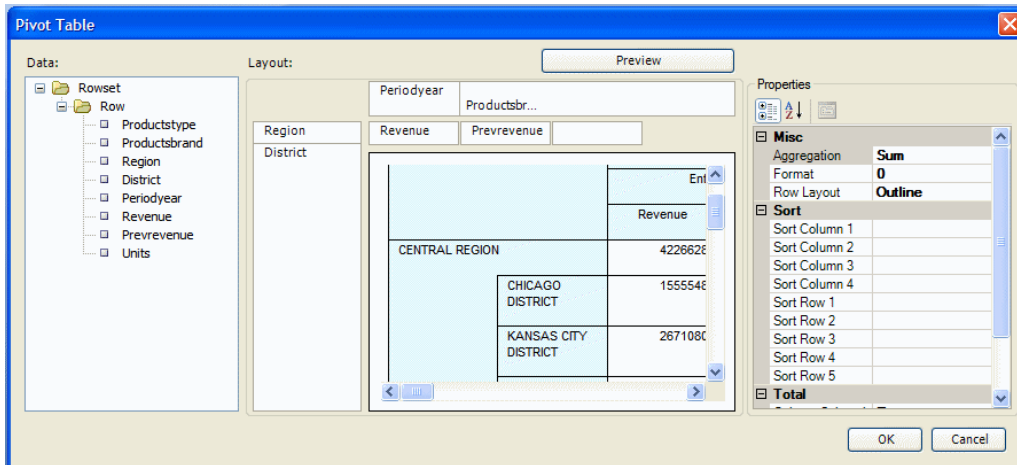 Pivot Table
Data:
Layout:
Preview
Rowset
Row
Productstype
Productsbrand
Region
District
Periodyear
Revenue
Prevrevenue
Units
Periodyear
Productsbr...
Region
District
Revenue Prevrevenue
Ent
Revenue
CENTRAL REGION 4226628
CHICAGO 1555548
DISTRICT
KANSAS CITY 2671080
DISTRICT
Properties
Misc
Aggregation Sum
Format 0
Row Layout Outline
Sort
Sort Column 1
Sort Column 2
Sort Column 3
Sort Column 4
Sort Row 1
Sort Row 2
Sort Row 3
Sort Row 4
Sort Row 5
Total
OK Cancel